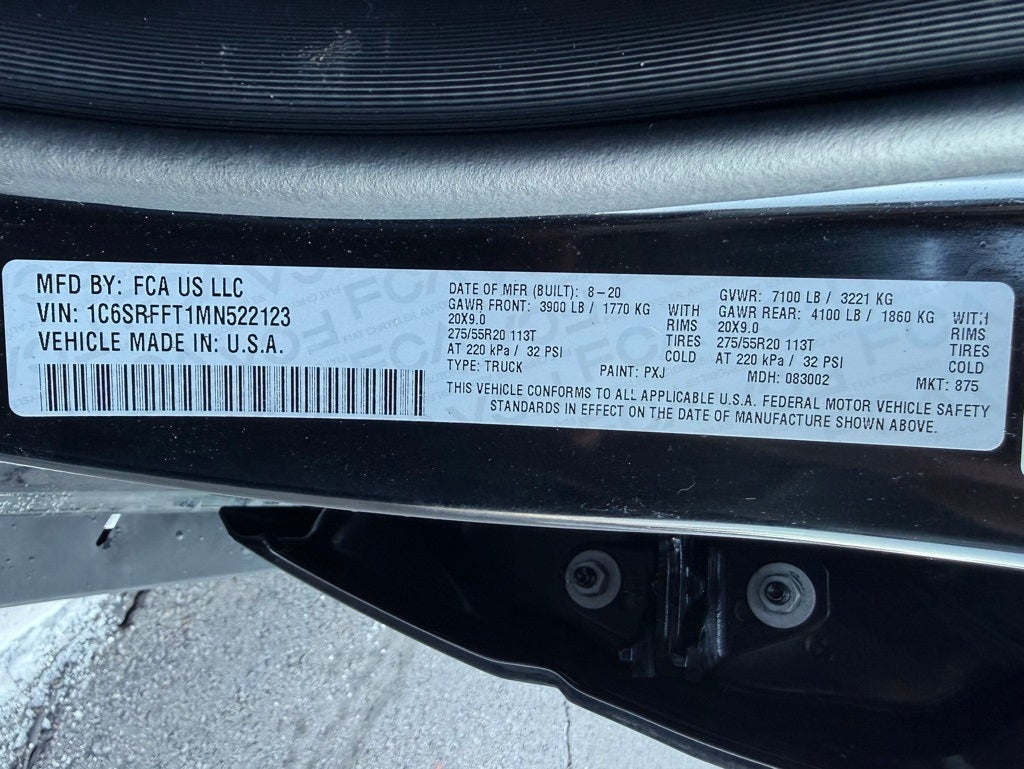 MFD BY: FCA US LLC
VIN: 1C6SRFFT1MN522123
VEHICLE MADE IN: U.S.A.
DATE OF MFR (BUILT): 8-20
GAWR FRONT: 3900 LB / 1770 KG WITH
20X9.0 RIMS
275/55R20 113T TIRES
AT 220 kPa / 32 PSI COLD
TYPE: TRUCK PAINT: PXJ
GVWR: 7100 LB / 3221 KG
GAWR REAR: 4100 LB / 1860 KG WITH
20X9.0 RIMS
275/55R20 113T TIRES
AT 220 kPa / 32 PSI COLD
MDH: 083002 MKT: 875
THIS VEHICLE CONFORMS TO ALL APPLICABLE U.S.A. FEDERAL MOTOR VEHICLE SAFETY
STANDARDS IN EFFECT ON THE DATE OF MANUFACTURE SHOWN ABOVE.